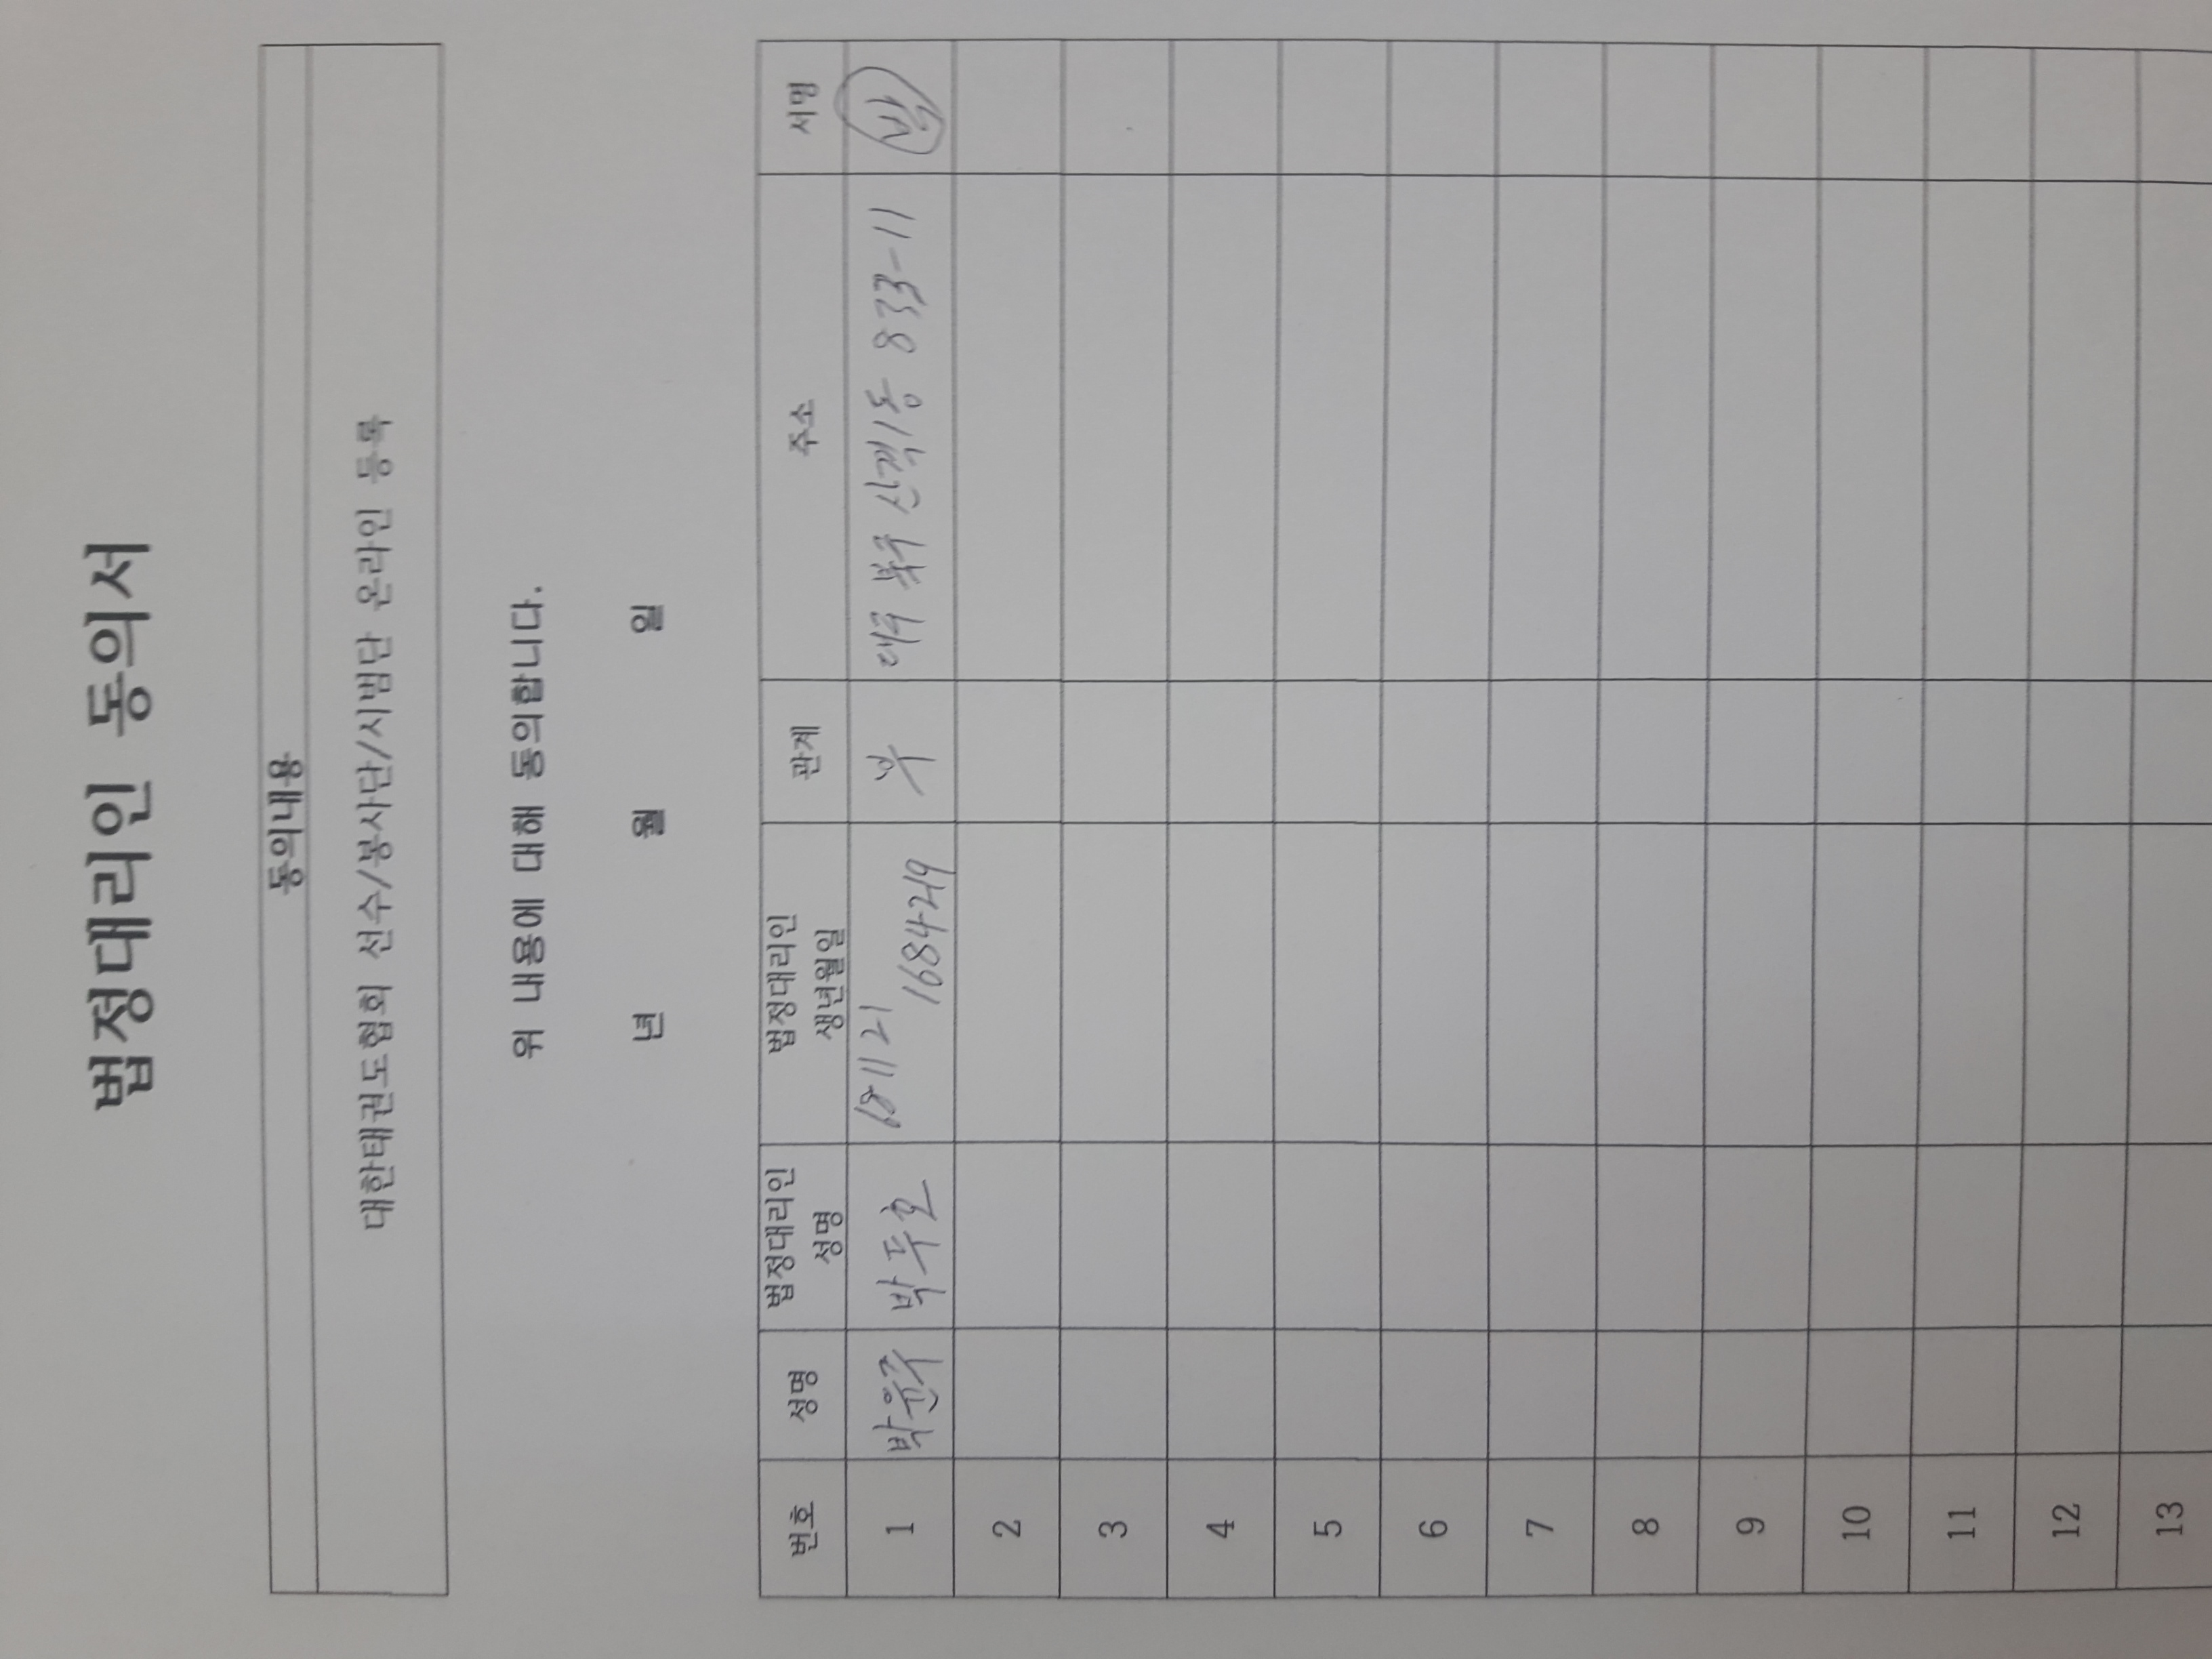 법정대리인 동의서
동의내용
대한태권도협회 선수/봉사단/시범단 온라인 등록
위 내용에 대해 동의합니다.
년 월 일
번호 성명 법정대리인 성명 법정대리인 생년월일 관계 주소 서명
1 박윤주 박두호 681121 1684219 부 대구 북구 산격1동 833-11
2
3
4
5
6
7
8
9
10
11
12
13